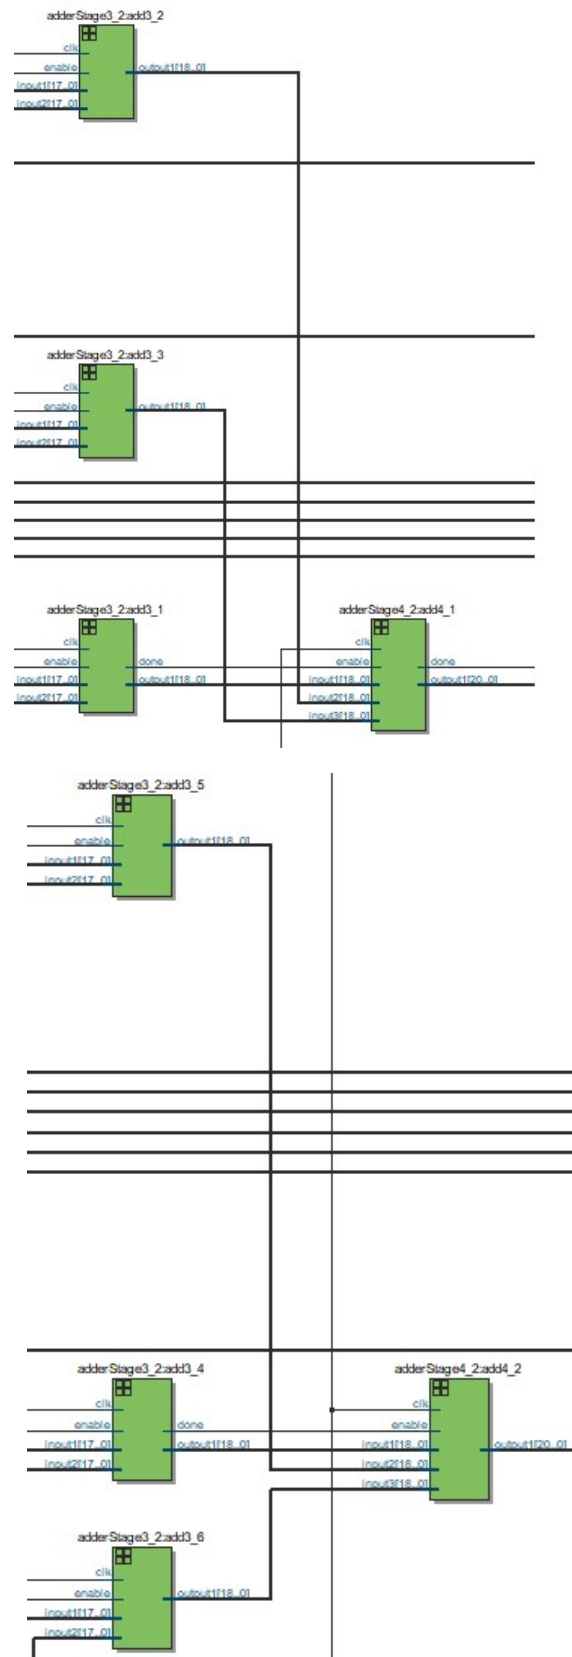 adderStage3_2:add3_2
clk
enable output1[18..0]
input1[17..0]
input2[17..0]
adderStage3_2:add3_3
clk
enable output1[18..0]
input1[17..0]
input2[17..0]
adderStage3_2:add3_1 adderStage4_2:add4_1
clk clk
enable done enable done
input1[17..0] output1[18..0] input1[18..0] output1[20..0]
input2[17..0] input2[18..0]
input3[18..0]
adderStage3_2:add3_5
clk
enable output1[18..0]
input1[17..0]
input2[17..0]
adderStage3_2:add3_4 adderStage4_2:add4_2
clk clk
enable done enable
input1[17..0] output1[18..0] input1[18..0] output1[20..0]
input2[17..0] input2[18..0]
input3[18..0]
adderStage3_2:add3_6
clk
enable output1[18..0]
input1[17..0]
input2[17..0]